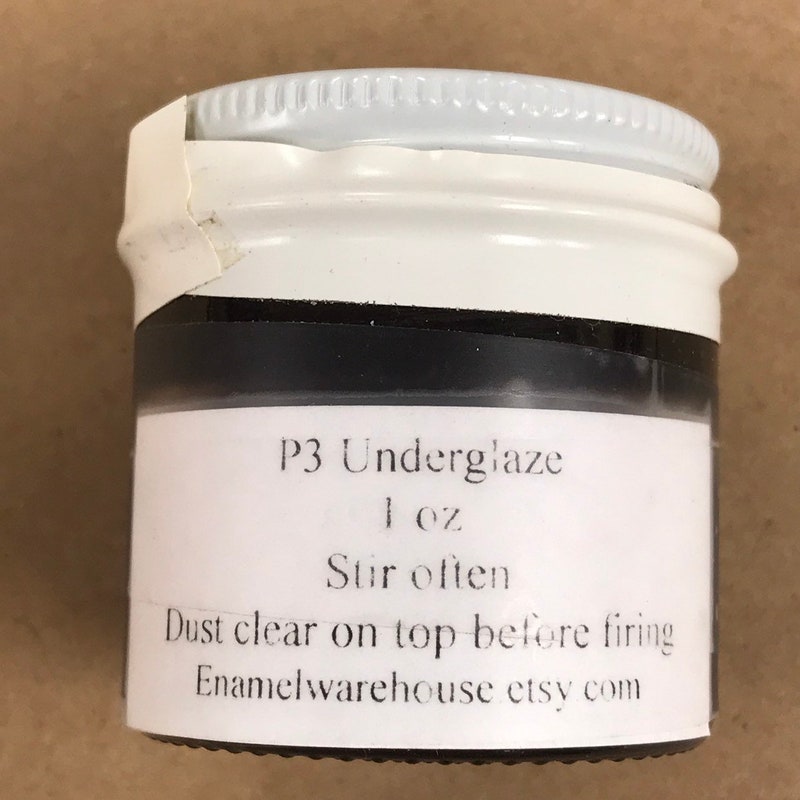 P3 Underglaze
1 oz
Stir often
Dust clear on top before firing
Enamelwarehouse.etsy.com